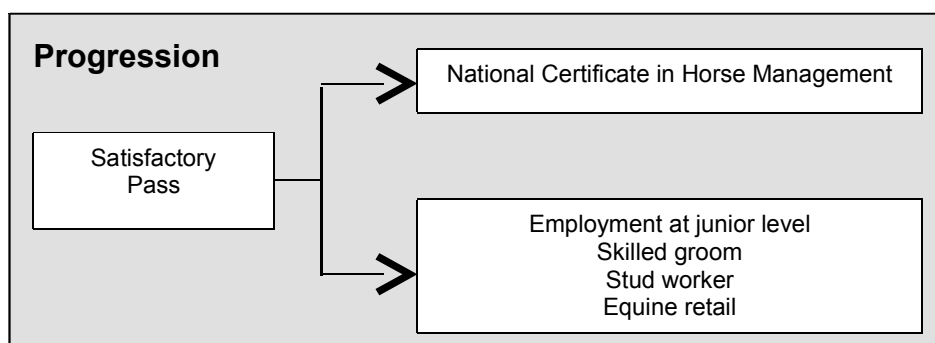 Progression
National Certificate in Horse Management
Satisfactory
Pass
Employment at junior level
Skilled groom
Stud worker
Equine retail